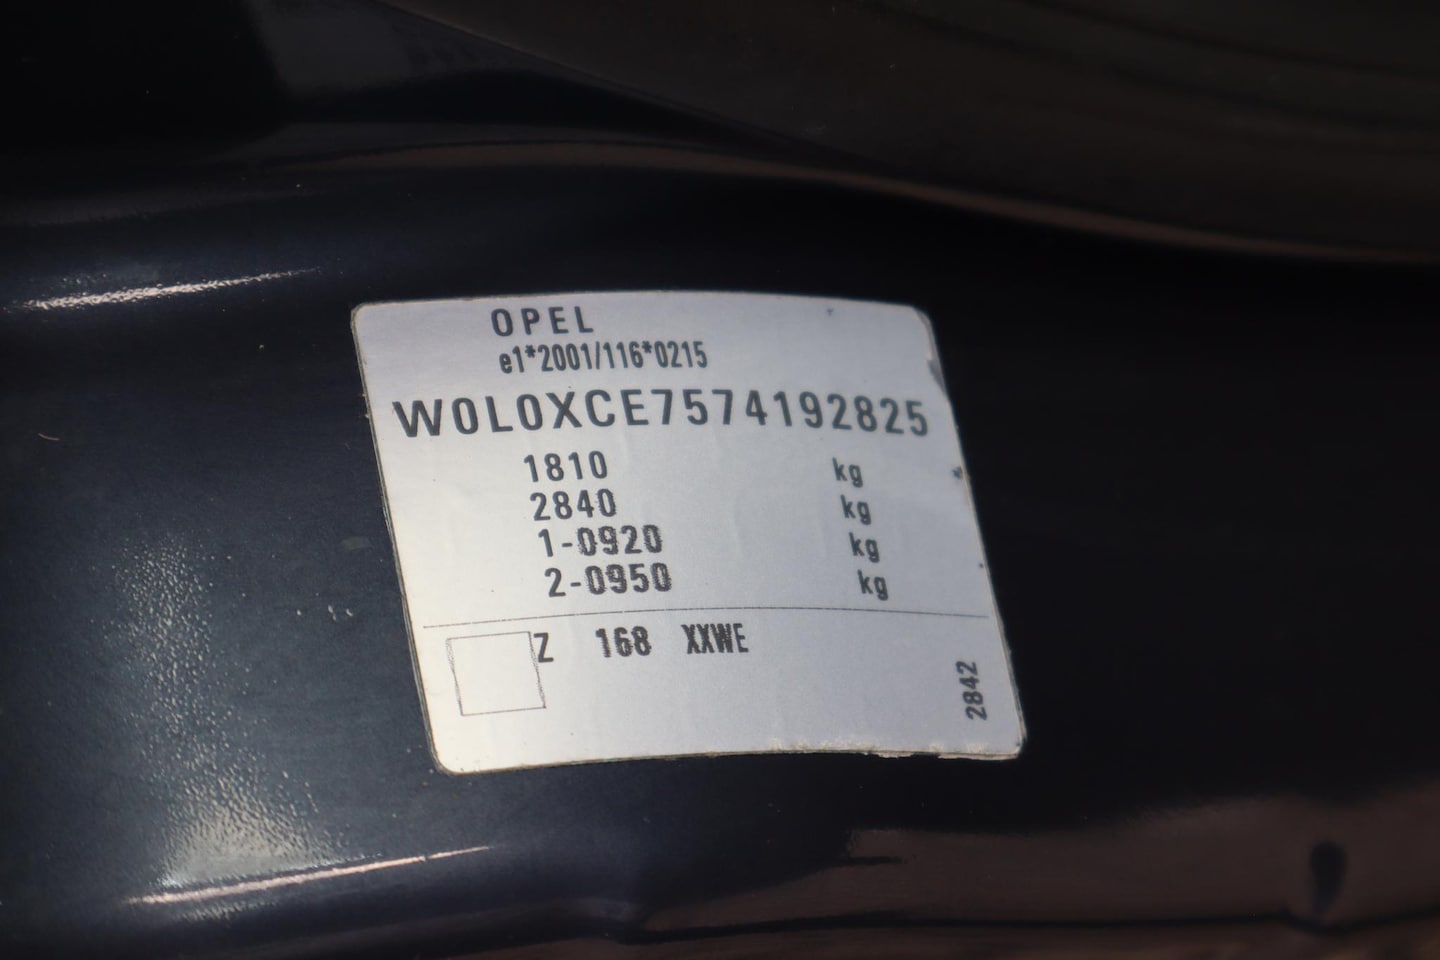 OPEL
e1*2001/116*0215
W0L0XCE7574192825
1810 kg
2840 kg
1-0920 kg
2-0950 kg
Z 168 XXWE
2842